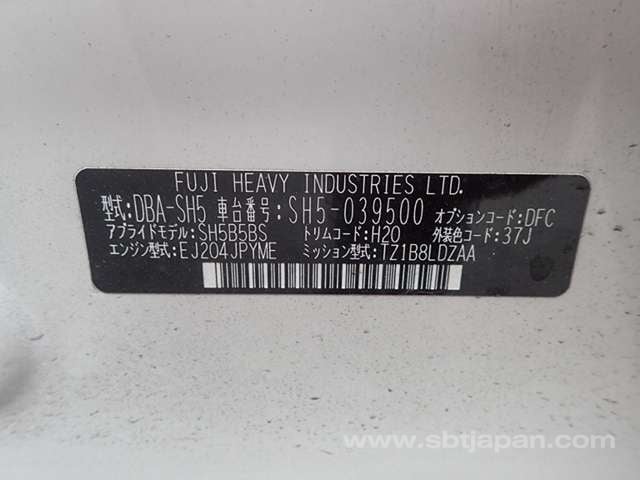 FUJI HEAVY INDUSTRIES LTD.
型式:DBA-SH5 車台番号:SH5-039500 オプションコード:DFC
アプライドモデル:SH5B5BS トリムコード:H20 外装色コード:37J
エンジン型式:EJ204JPYME ミッション型式:TZ1B8LDZAA
www.sbtjapan.com